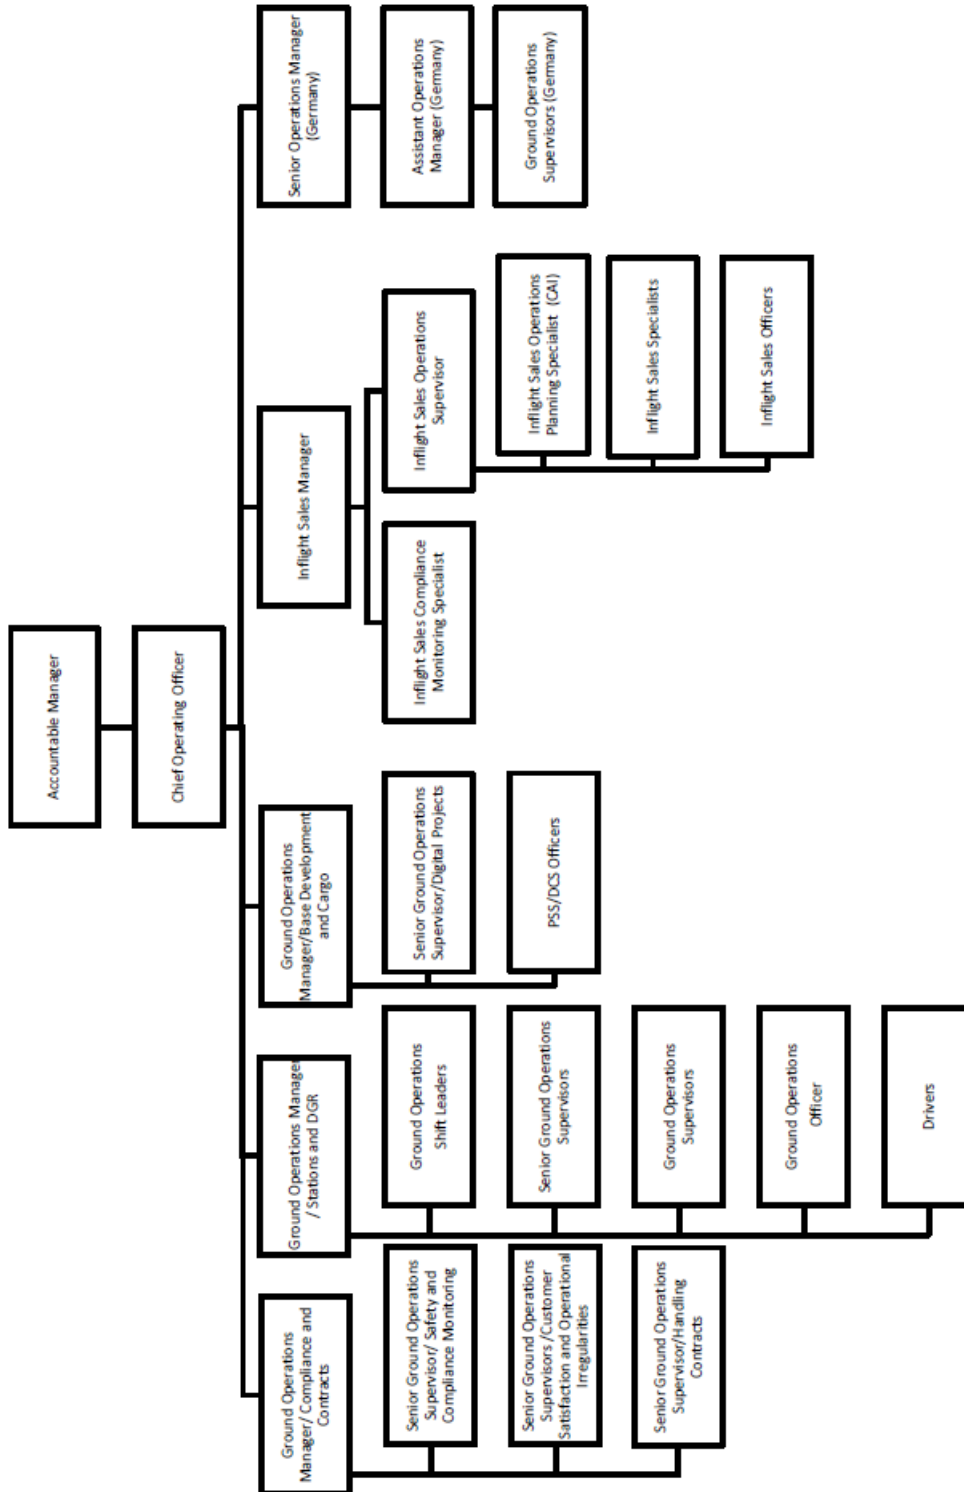 Accountable Manager
Chief Operating Officer
Ground Operations
Manager/ Compliance and
Contracts
Ground Operations Manager
/ Stations and DGR
Ground Operations
Manager/Base Development
and Cargo
Inflight Sales Manager
Senior Operations Manager
(Germany)
Senior Ground Operations
Supervisor/ Safety and
Compliance Monitoring
Senior Ground Operations
Supervisors /Customer
Satisfaction and Operational
Irregularities
Senior Ground Operations
Supervisor/Handling
Contracts
Ground Operations
Shift Leaders
Senior Ground Operations
Supervisors
Ground Operations
Supervisors
Ground Operations
Officer
Drivers
Senior Ground Operations
Supervisor/Digital Projects
PSS/DCS Officers
Inflight Sales Compliance
Monitoring Specialist
Inflight Sales Operations
Supervisor
Inflight Sales Operations
Planning Specialist (CAI)
Inflight Sales Specialists
Inflight Sales Officers
Assistant Operations
Manager (Germany)
Ground Operations
Supervisors (Germany)